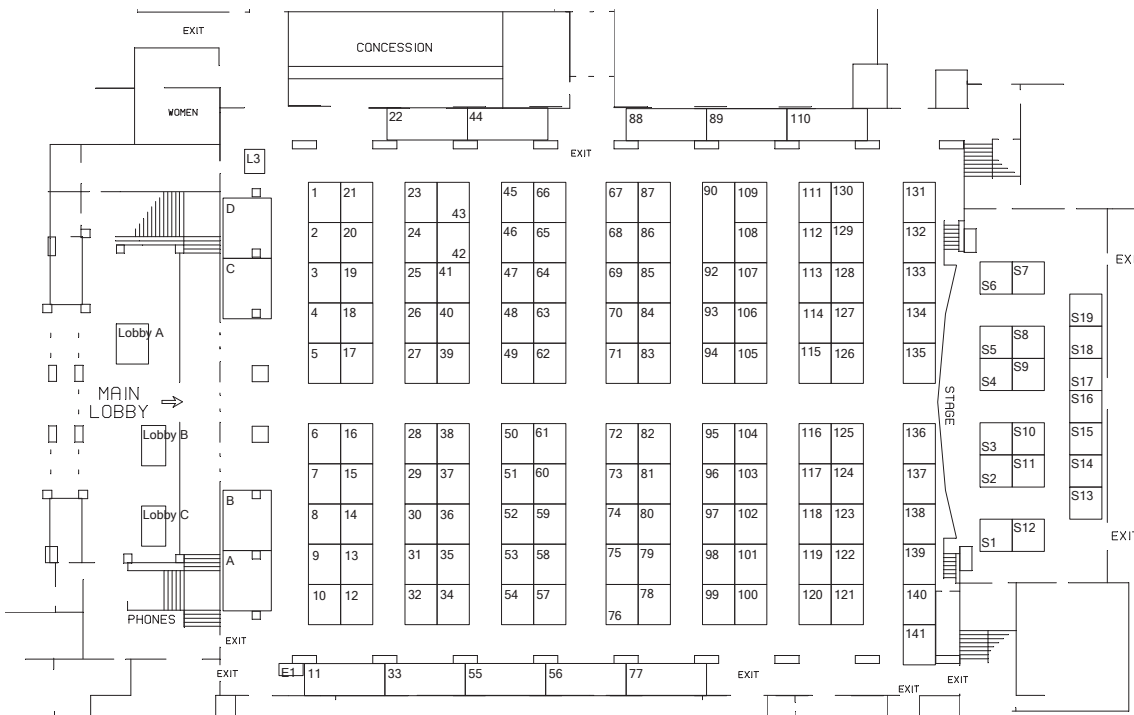 EXIT
CONCESSION
WOMEN
22 44 88 89 110
EXIT
L3
D
C
Lobby A
MAIN
LOBBY
Lobby B
Lobby C
B
A
PHONES
EXIT
EXIT
1 21 23 45 66 67 87 90 109 111 130 131
43
2 20 24 46 65 68 86 108 112 129 132
42
3 19 25 41 47 64 69 85 92 107 113 128 133
4 18 26 40 48 63 70 84 93 106 114 127 134
5 17 27 39 49 62 71 83 94 105 115 126 135
6 16 28 38 50 61 72 82 95 104 116 125 136
7 15 29 37 51 60 73 81 96 103 117 124 137
8 14 30 36 52 59 74 80 97 102 118 123 138
9 13 31 35 53 58 75 79 98 101 119 122 139
10 12 32 34 54 57 78 99 100 120 121 140
76
141
E1 11 33 55 56 77
EXIT
EXIT
EXIT
STAGE
S7
S6
S8
S5
S9
S4
S10
S3
S11
S2
S12
S1
S19
S18
S17
S16
S15
S14
S13
EXIT